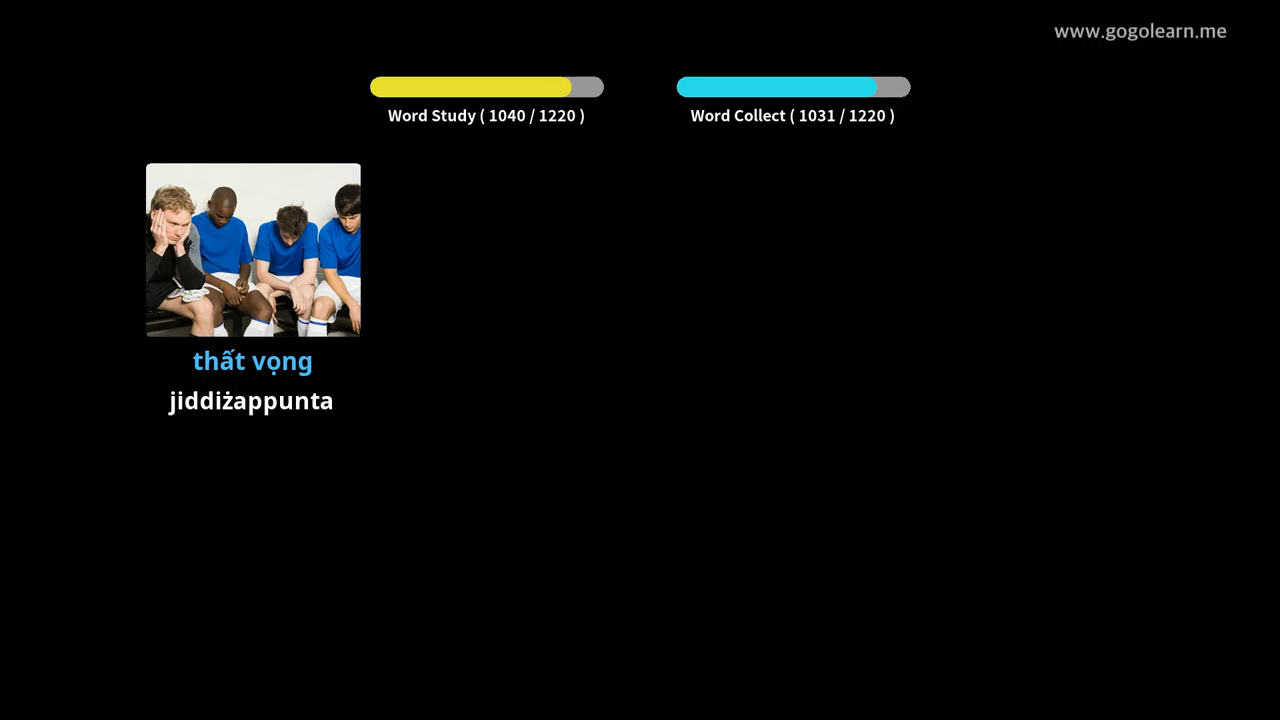 www.gogolearn.me
Word Study ( 1040 / 1220 )
Word Collect ( 1031 / 1220 )
thất vọng
jiddiżappunta